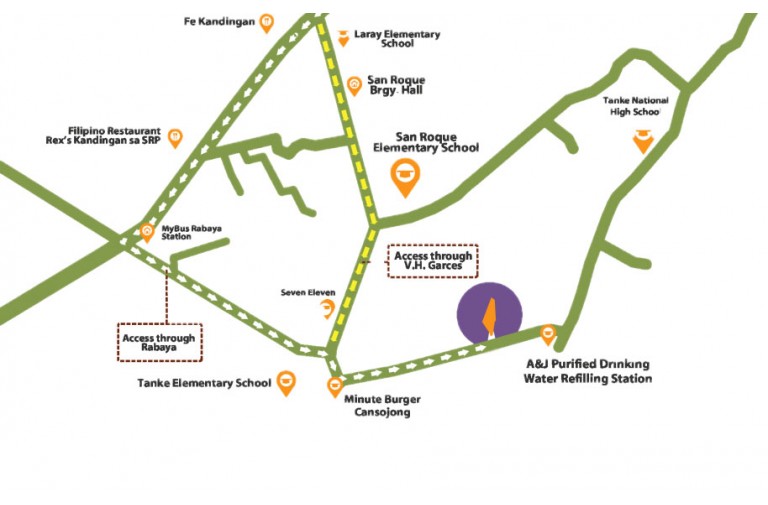 Fe Kandingan
Laray Elementary
School
San Roque
Brgy. Hall
Tanke National
High School
Filipino Restaurant
Rex's Kandingan sa SRP
San Roque
Elementary School
MyBus Rabaya
Station
Access through
V.H. Garces
Seven Eleven
Access through
Rabaya
A&J Purified Drinking
Water Refilling Station
Tanke Elementary School
Minute Burger
Cansojong